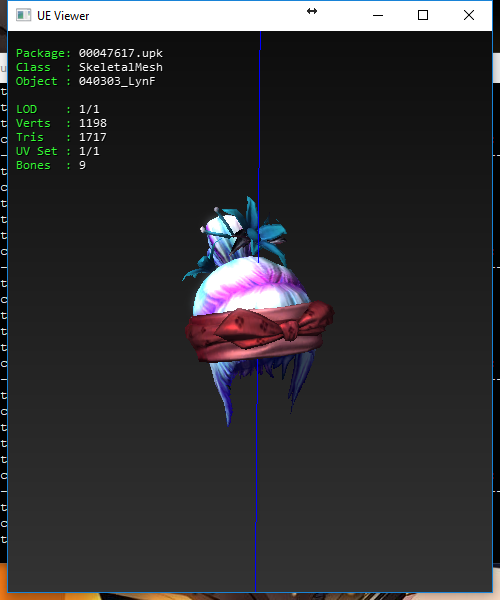 UE Viewer
Package: 00047617.upk
Class : SkeletalMesh
Object : 040303_LynF
LOD : 1/1
Verts : 1198
Tris : 1717
UV Set : 1/1
Bones : 9